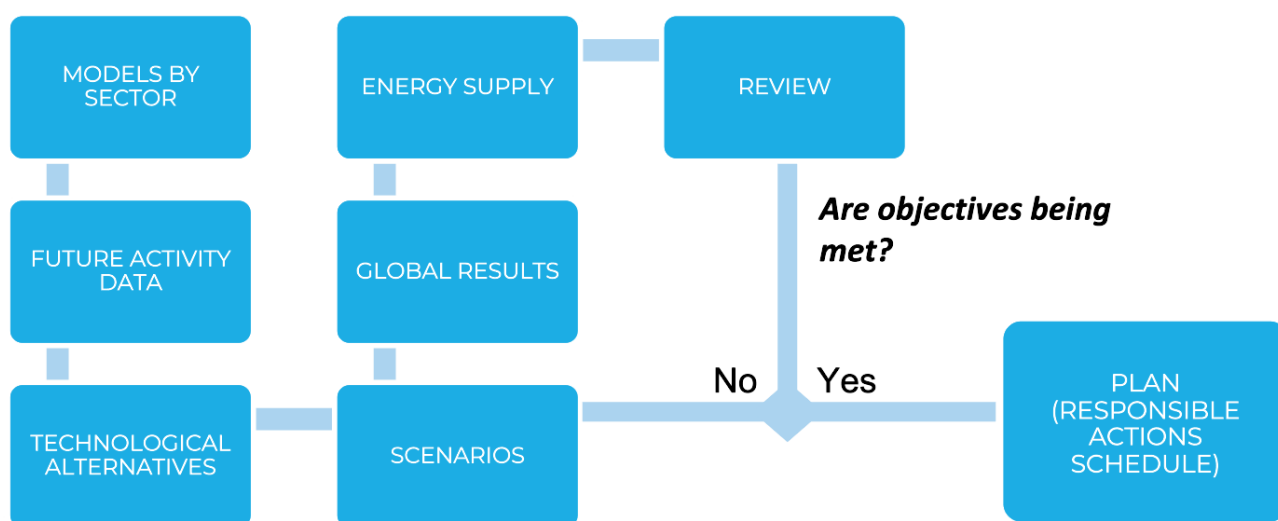 MODELS BY
SECTOR
ENERGY SUPPLY
REVIEW
Are objectives being
met?
FUTURE ACTIVITY
DATA
GLOBAL RESULTS
No
Yes
PLAN
(RESPONSIBLE
ACTIONS
SCHEDULE)
TECHNOLOGICAL
ALTERNATIVES
SCENARIOS